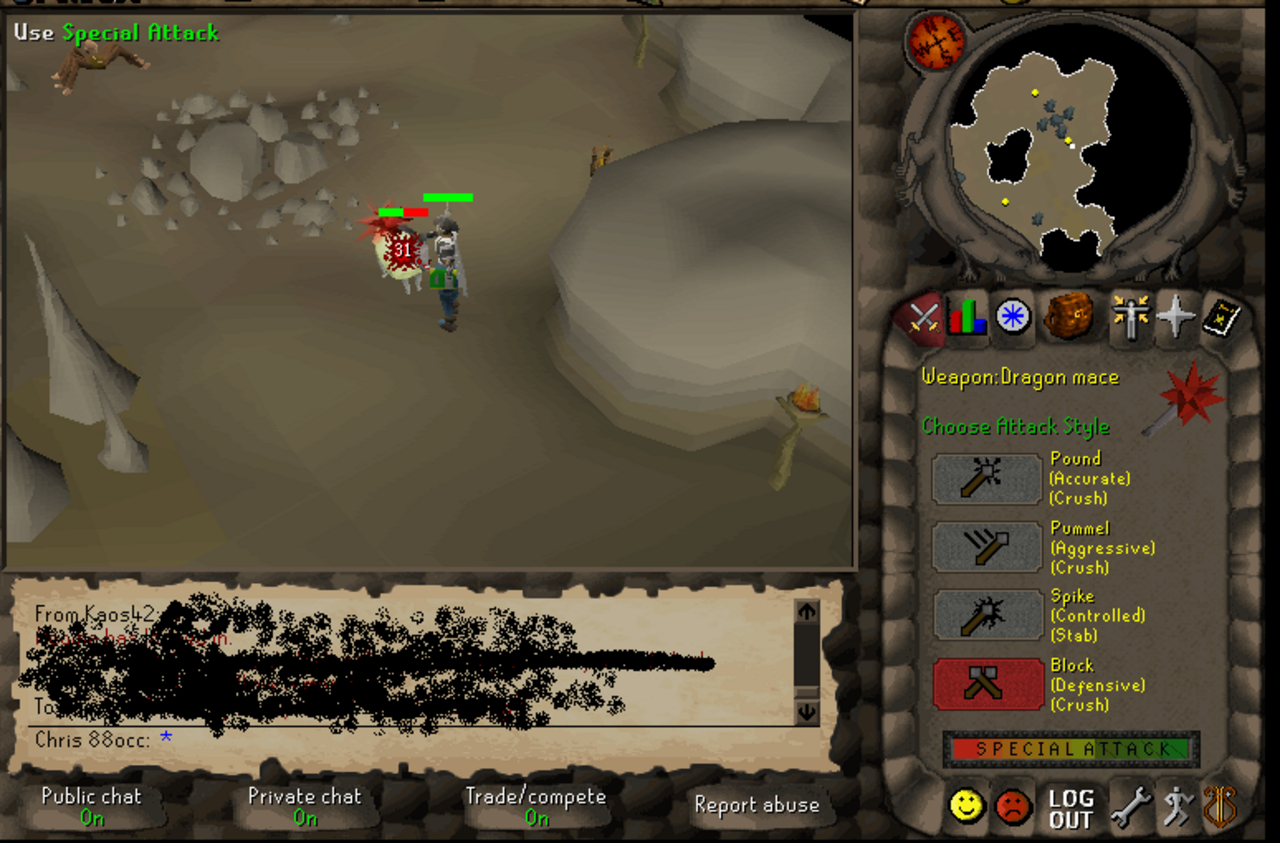 Use Special Attack
31
Weapon:Dragon mace
Choose Attack Style
Pound
(Accurate)
(Crush)
Pummel
(Aggressive)
(Crush)
Spike
(Controlled)
(Stab)
Block
(Defensive)
(Crush)
SPECIAL ATTACK
From Kaos42:
To
Chris 88occ: *
Public chat
On
Private chat
On
Trade/compete
On
Report abuse
LOG
OUT